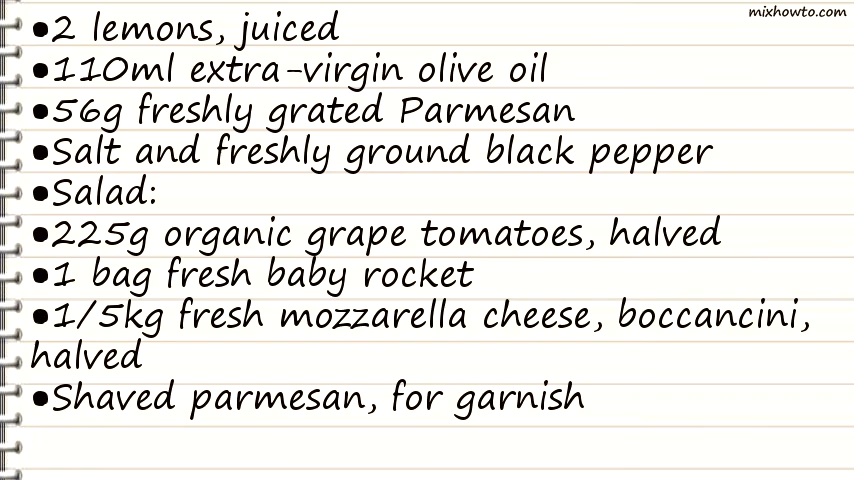 mixhowto.com
•2 lemons, juiced
•110ml extra-virgin olive oil
•56g freshly grated Parmesan
•Salt and freshly ground black pepper
•Salad:
•225g organic grape tomatoes, halved
•1 bag fresh baby rocket
•1/5kg fresh mozzarella cheese, boccancini,
halved
•Shaved parmesan, for garnish